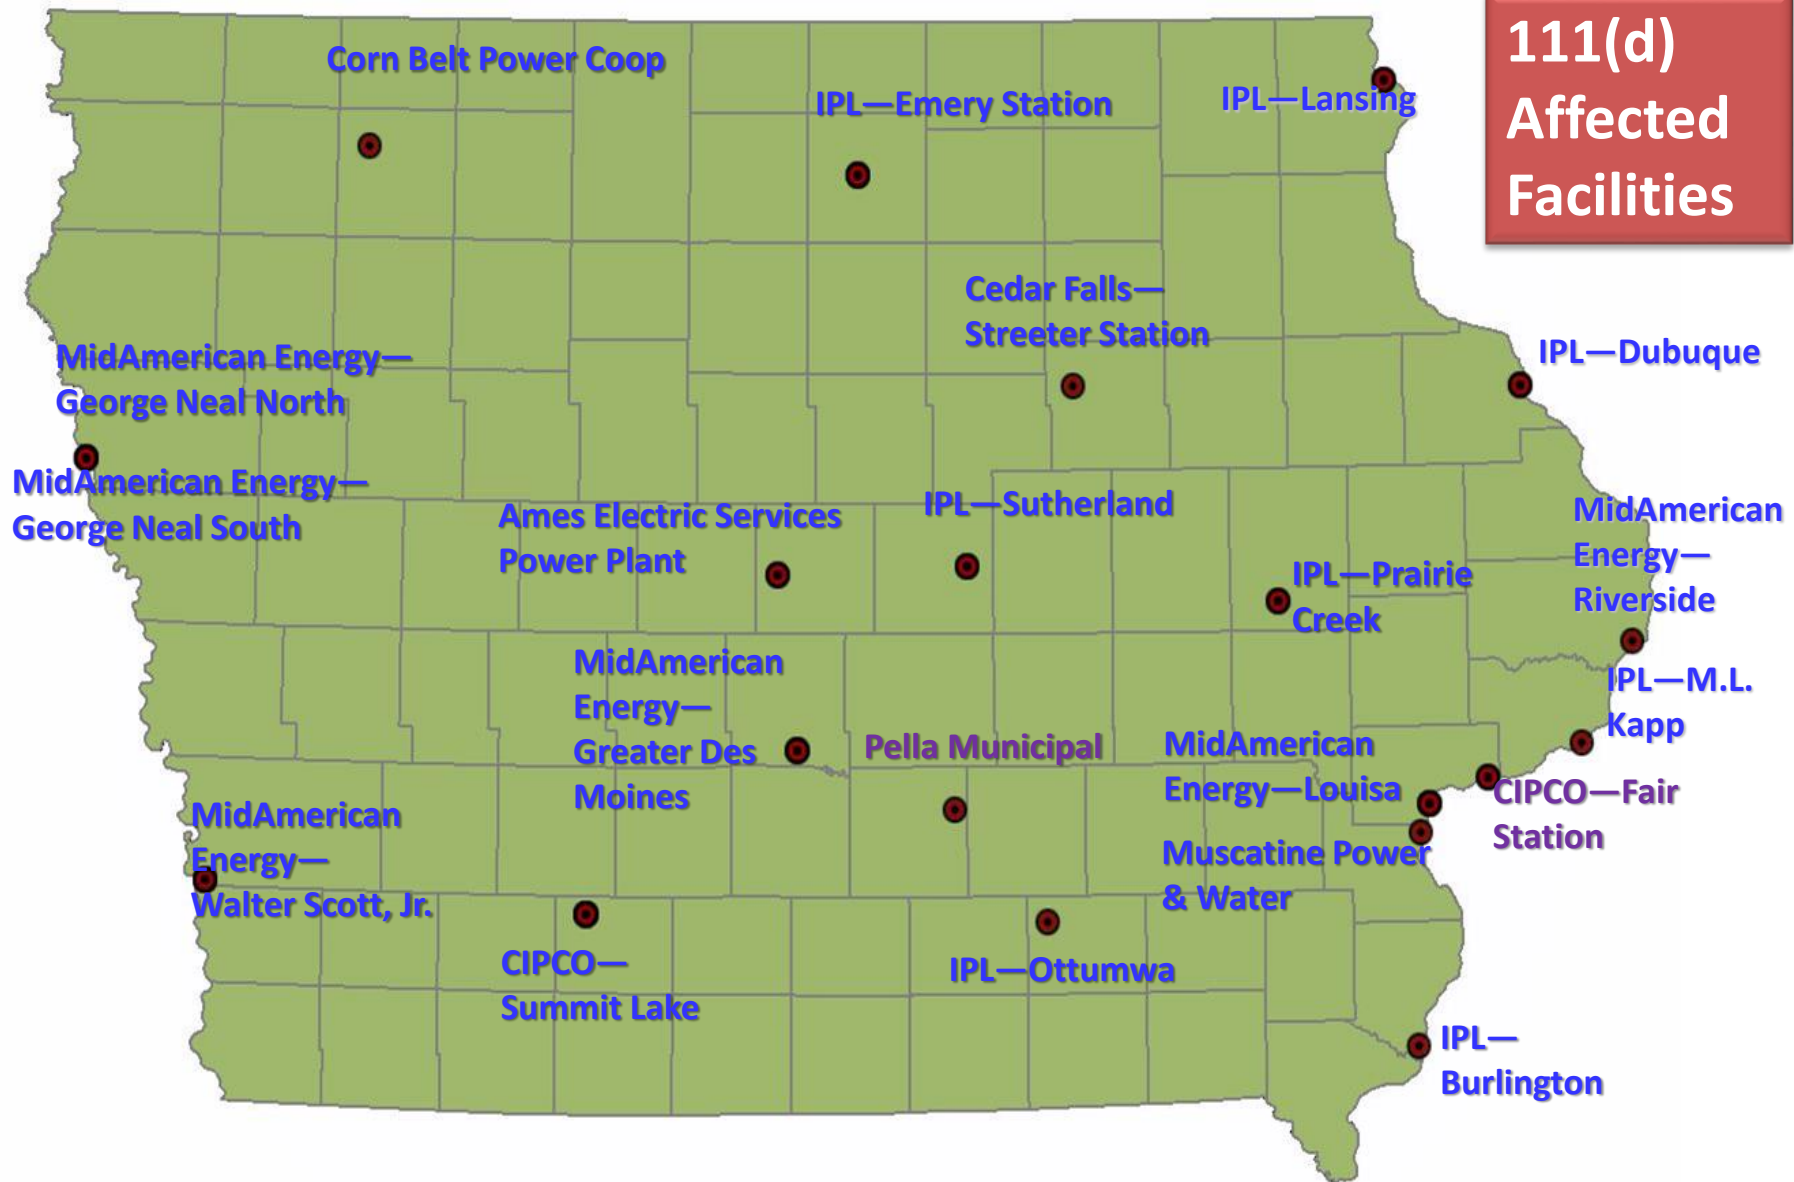 111(d)
Affected
Facilities
Corn Belt Power Coop
IPL—Emery Station
IPL—Lansing
Cedar Falls—
Streeter Station
IPL—Dubuque
MidAmerican Energy—
George Neal North
MidAmerican Energy—
George Neal South
Ames Electric Services
Power Plant
IPL—Sutherland
IPL—Prairie
Creek
MidAmerican
Energy—
Riverside
MidAmerican
Energy—
Greater Des
Moines
Pella Municipal
MidAmerican
Energy—Louisa
IPL—M.L.
Kapp
CIPCO—Fair
Station
Muscatine Power
& Water
MidAmerican
Energy—
Walter Scott, Jr.
CIPCO—
Summit Lake
IPL—Ottumwa
IPL—
Burlington